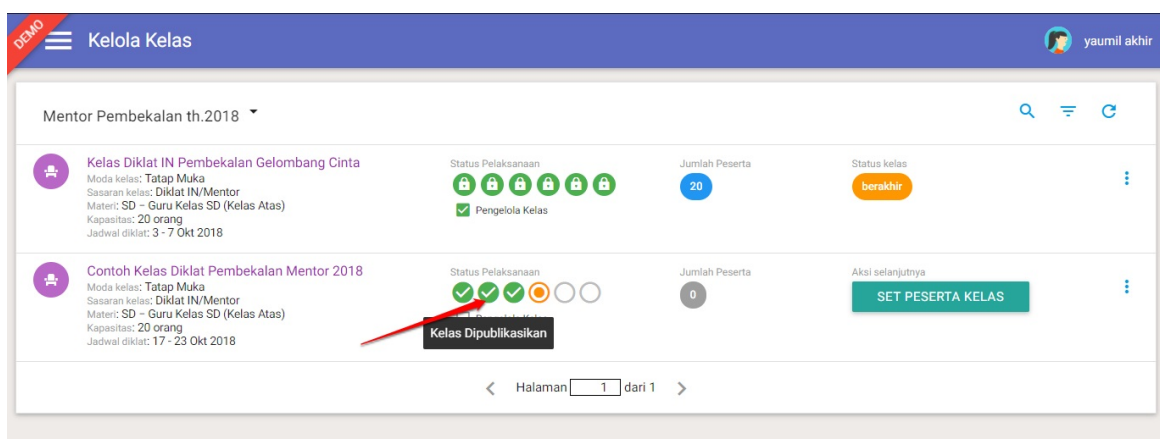 DEMO
Kelola Kelas
yaumil akhir
Mentor Pembekalan th.2018
Kelas Diklat IN Pembekalan Gelombang Cinta
Moda kelas: Tatap Muka
Sasaran kelas: Diklat IN/Mentor
Materi: SD – Guru Kelas SD (Kelas Atas)
Kapasitas: 20 orang
Jadwal diklat: 3 - 7 Okt 2018
Status Pelaksanaan
Pengelola Kelas
Jumlah Peserta
20
Status kelas
berakhir
Contoh Kelas Diklat Pembekalan Mentor 2018
Moda kelas: Tatap Muka
Sasaran kelas: Diklat IN/Mentor
Materi: SD – Guru Kelas SD (Kelas Atas)
Kapasitas: 20 orang
Jadwal diklat: 17 - 23 Okt 2018
Status Pelaksanaan
Kelas Dipublikasikan
Jumlah Peserta
0
Aksi selanjutnya
SET PESERTA KELAS
Halaman 1 dari 1